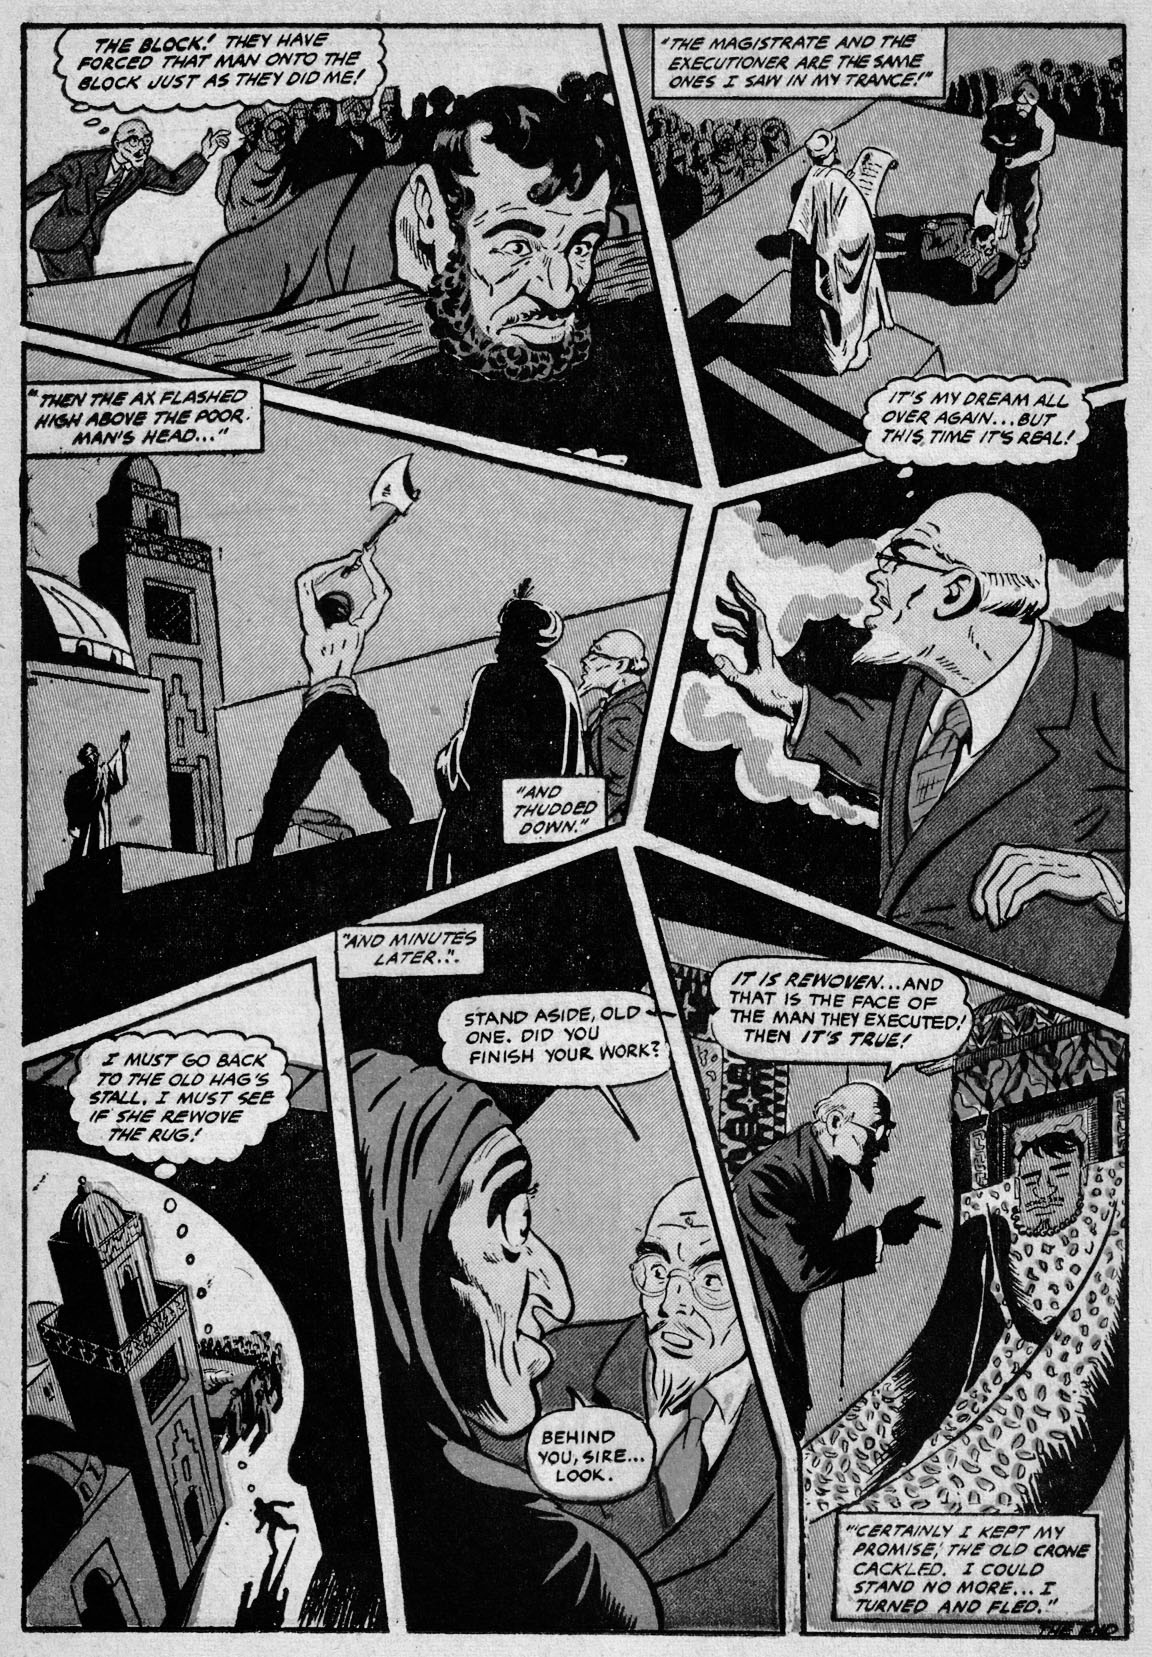 THE BLOCK! THEY HAVE
FORCED THAT MAN ONTO THE
BLOCK JUST AS THEY DID ME!
"THE MAGISTRATE AND THE
EXECUTIONER ARE THE SAME
ONES I SAW IN MY TRANCE!"
"THEN THE AX FLASHED
HIGH ABOVE THE POOR
MAN'S HEAD..."
"AND
THUDDED
DOWN."
IT'S MY DREAM ALL
OVER AGAIN...BUT
THIS TIME IT'S REAL!
I MUST GO BACK
TO THE OLD HAG'S
STALL. I MUST SEE
IF SHE REWOVE
THE RUG!
"AND MINUTES
LATER..".
STAND ASIDE, OLD
ONE. DID YOU
FINISH YOUR WORK?
BEHIND
YOU, SIRE...
LOOK.
IT IS REWOVEN...AND
THAT IS THE FACE OF
THE MAN THEY EXECUTED!
THEN IT'S TRUE!
"'CERTAINLY I KEPT MY
PROMISE,' THE OLD CRONE
CACKLED. I COULD
STAND NO MORE... I
TURNED AND FLED."
THE END